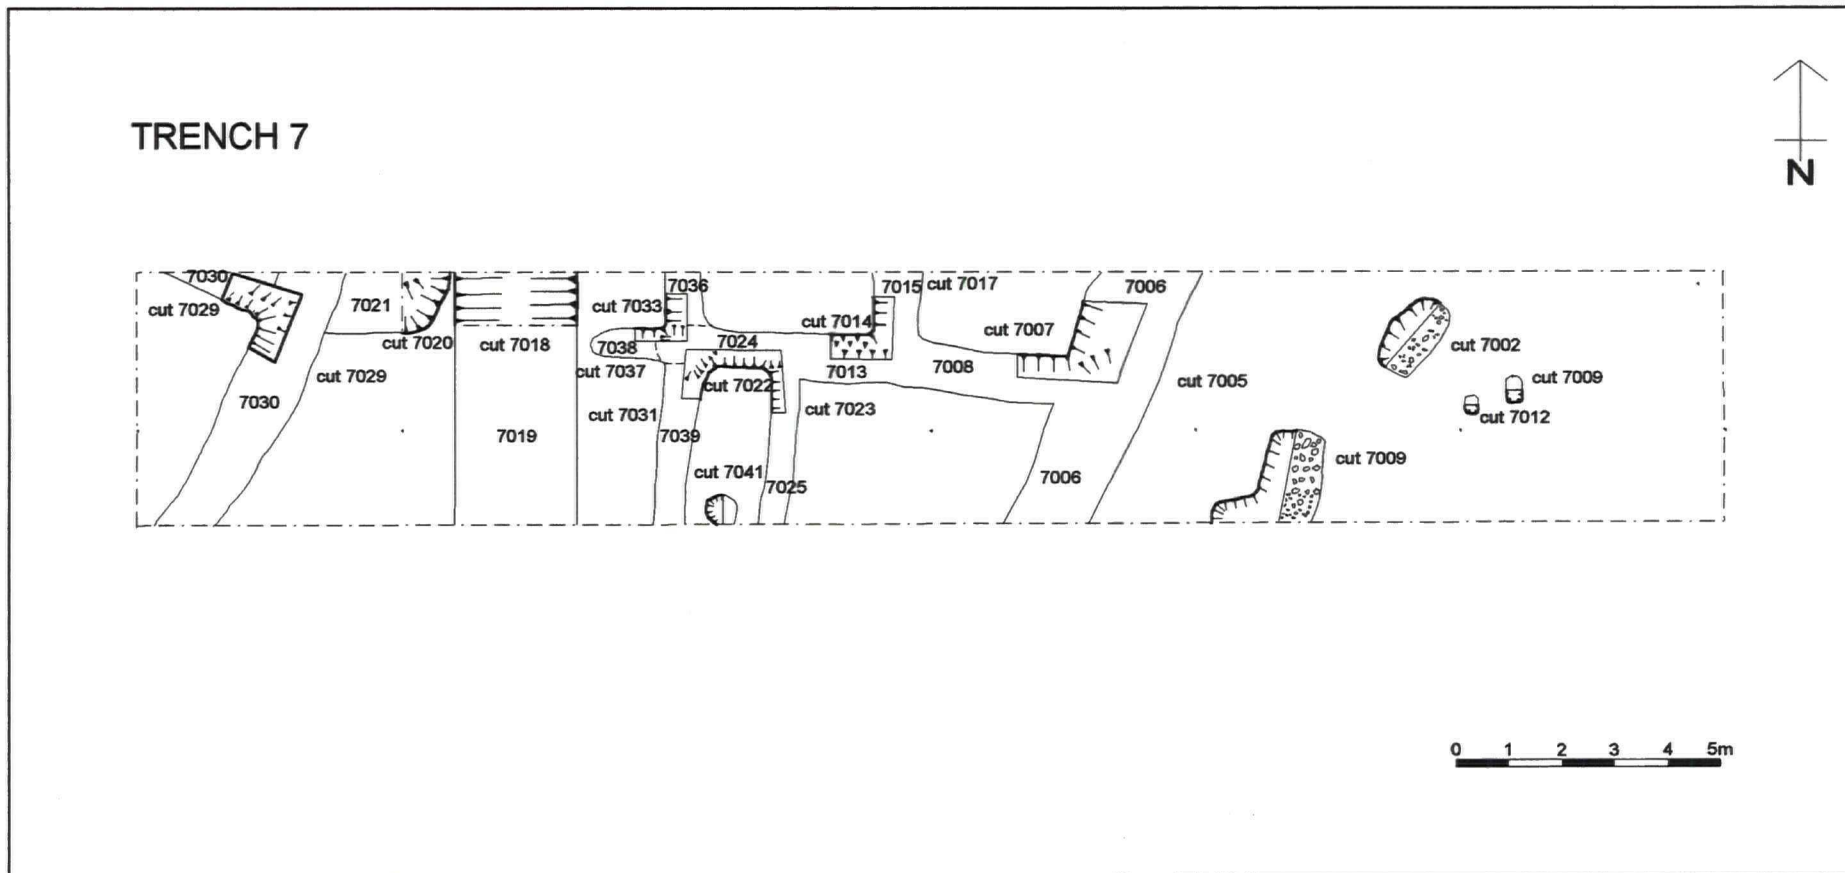 TRENCH 7
N
7030
cut 7029
7021
cut 7020
cut 7018
cut 7029
7030
7019
7036
cut 7033
7038
cut 7037
7024
cut 7022
cut 7031
7039
cut 7041
7025
cut 7014
7013
cut 7023
7015
cut 7017
cut 7007
7008
7006
7006
cut 7005
cut 7002
cut 7009
cut 7012
cut 7009
0 1 2 3 4 5m